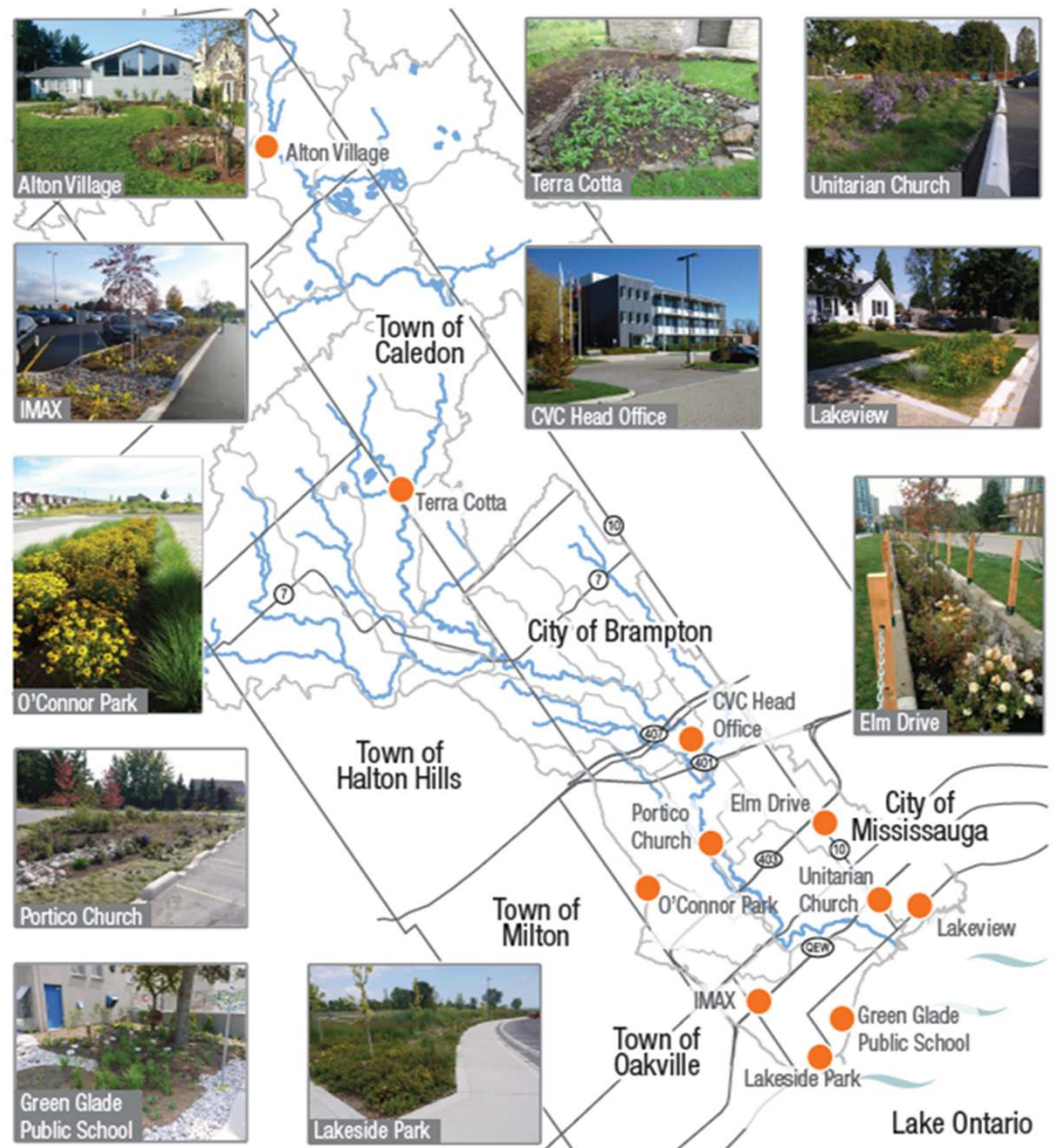 Alton Village
Alton Village
Terra Cotta
Unitarian Church
IMAX
Town of
Caledon
CVC Head Office
Lakeview
Terra Cotta
10
7
7
O'Connor Park
City of Brampton
Elm Drive
CVC Head
Office
407
401
Town of
Halton Hills
Portico
Church
Elm Drive
City of
Mississauga
10
403
Portico Church
O'Connor Park
Unitarian
Church
Lakeview
Town of
Milton
QEW
IMAX
Green Glade
Public School
Town of
Oakville
Lakeside Park
Green Glade
Public School
Lakeside Park
Lake Ontario